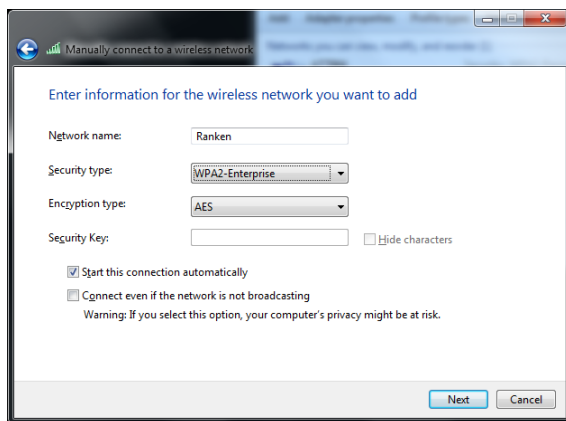 Manually connect to a wireless network
Enter information for the wireless network you want to add
Network name: Ranken
Security type: WPA2-Enterprise
Encryption type: AES
Security Key: Hide characters
Start this connection automatically
Connect even if the network is not broadcasting
Warning: If you select this option, your computer's privacy might be at risk.
Next Cancel